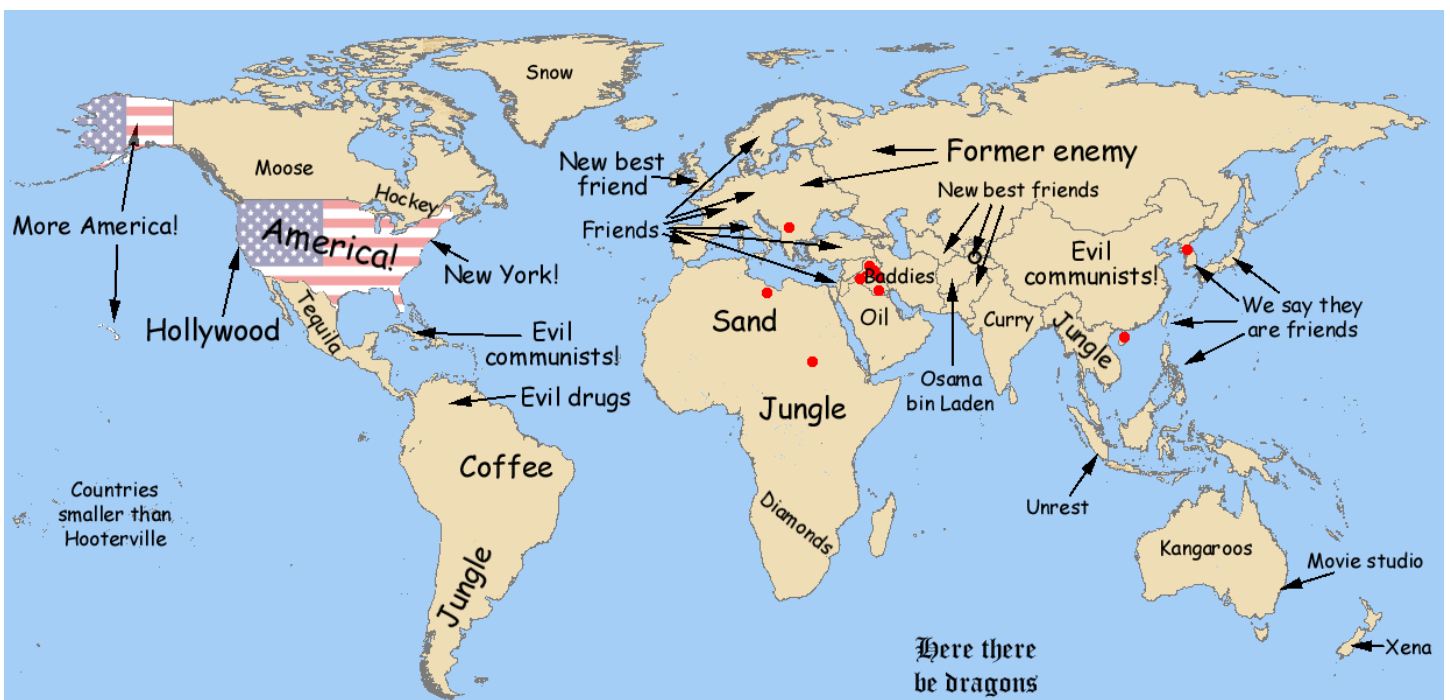 Snow
Moose
Hockey
New best
friend
Former enemy
New best friends
More America!
America!
Friends
New York!
Evil
communists!
Baddies
Hollywood
Tequila
Evil
communists!
Sand
Oil
Curry
Jungle
We say they
are friends
Evil drugs
Jungle
Osama
bin Laden
Coffee
Countries
smaller than
Hooterville
Diamonds
Unrest
Jungle
Kangaroos
Movie studio
Here there
be dragons
Xena